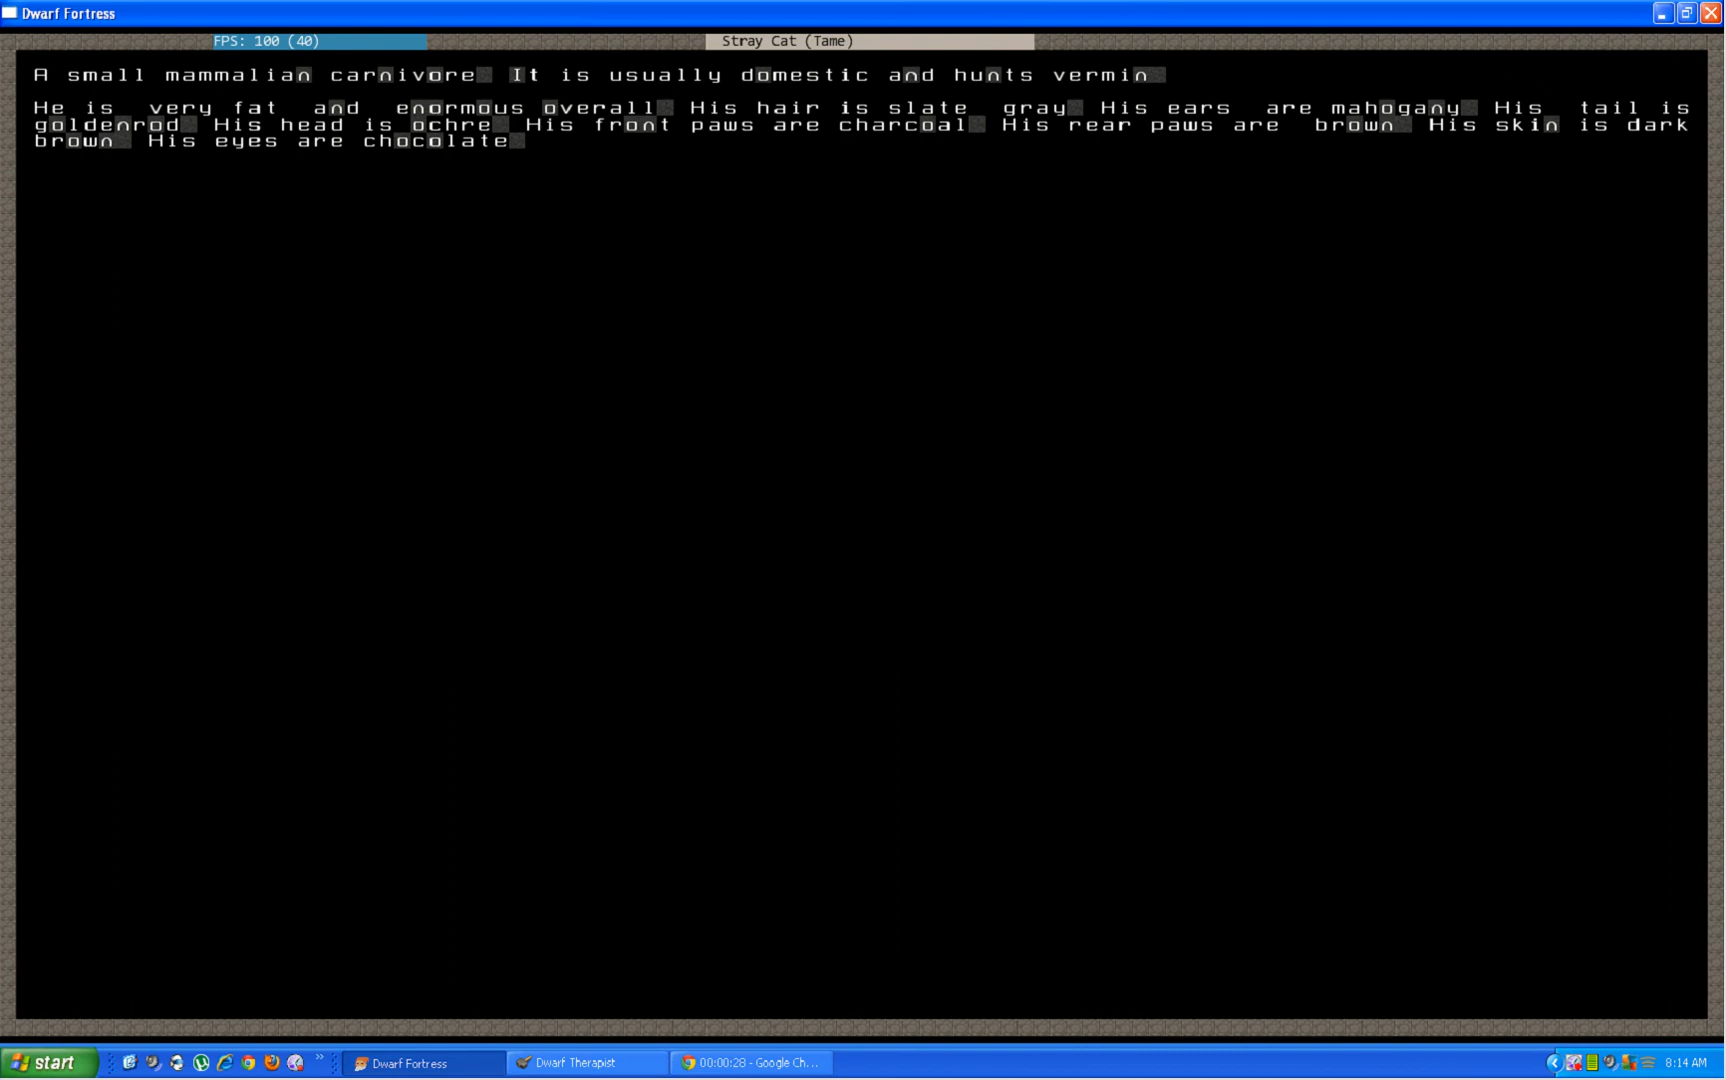 Dwarf Fortress
FPS: 100 (40)
Stray Cat (Tame)
A small mammalian carnivore. It is usually domestic and hunts vermin.
He is very fat and enormous overall. His hair is slate gray. His ears are mahogany. His tail is
goldenrod. His head is ochre. His front paws are charcoal. His rear paws are brown. His skin is dark
brown. His eyes are chocolate.
start
Dwarf Fortress
Dwarf Therapist
00:00:28 - Google Ch...
8:14 AM